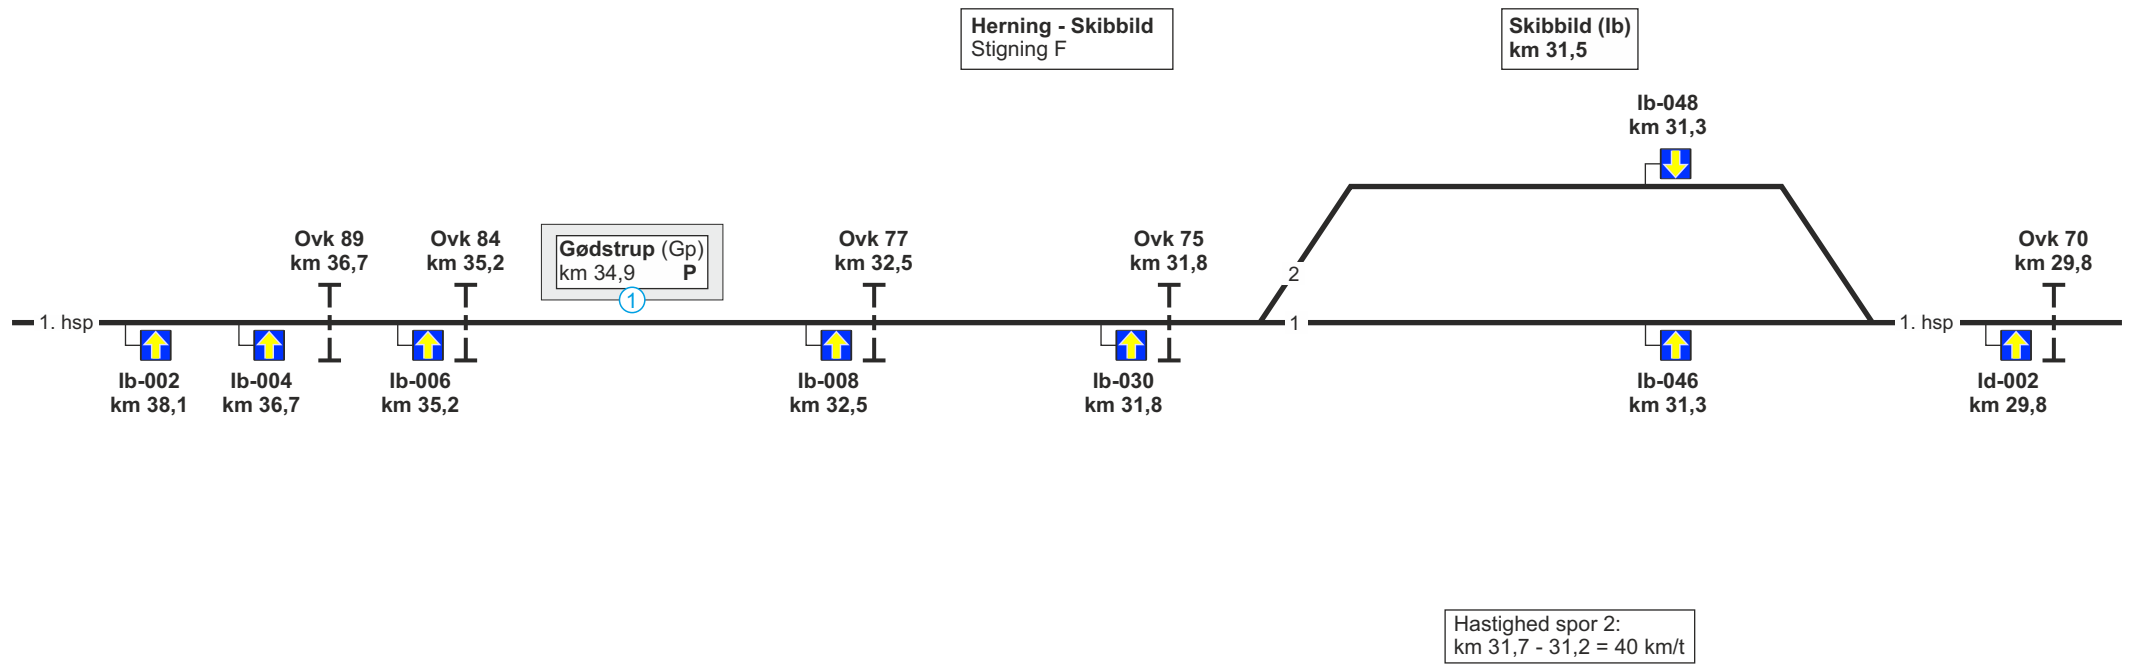 Herning - Skibbild
Stigning F
Skibbild (Ib)
km 31,5
Ib-048
km 31,3
Ovk 89
km 36,7
Ovk 84
km 35,2
Gødstrup (Gp)
km 34,9 P
1
Ovk 77
km 32,5
Ovk 75
km 31,8
2
Ovk 70
km 29,8
1. hsp
1
1. hsp
Ib-002
km 38,1
Ib-004
km 36,7
Ib-006
km 35,2
Ib-008
km 32,5
Ib-030
km 31,8
Ib-046
km 31,3
Id-002
km 29,8
Hastighed spor 2:
km 31,7 - 31,2 = 40 km/t